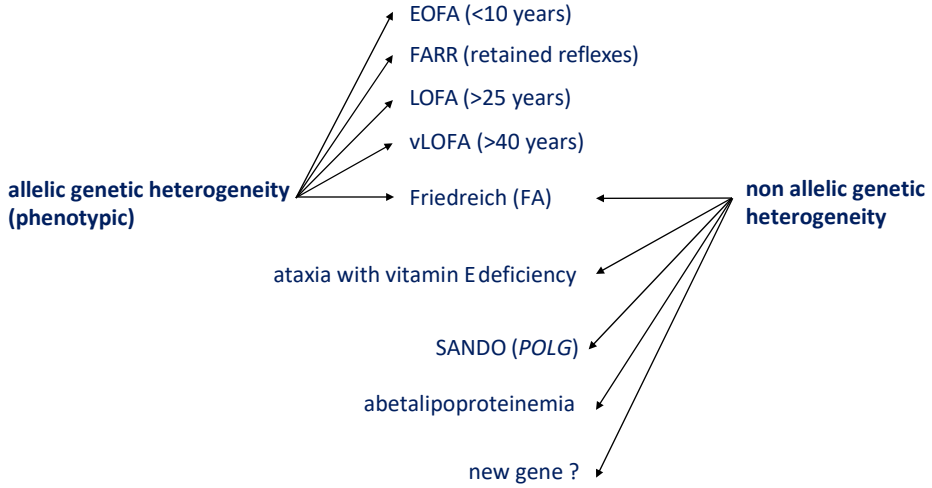 EOFA (<10 years)
FARR (retained reflexes)
LOFA (>25 years)
vLOFA (>40 years)
allelic genetic heterogeneity
(phenotypic)
Friedreich (FA)
non allelic genetic
heterogeneity
ataxia with vitamin E deficiency
SANDO (POLG)
abetalipoproteinemia
new gene ?